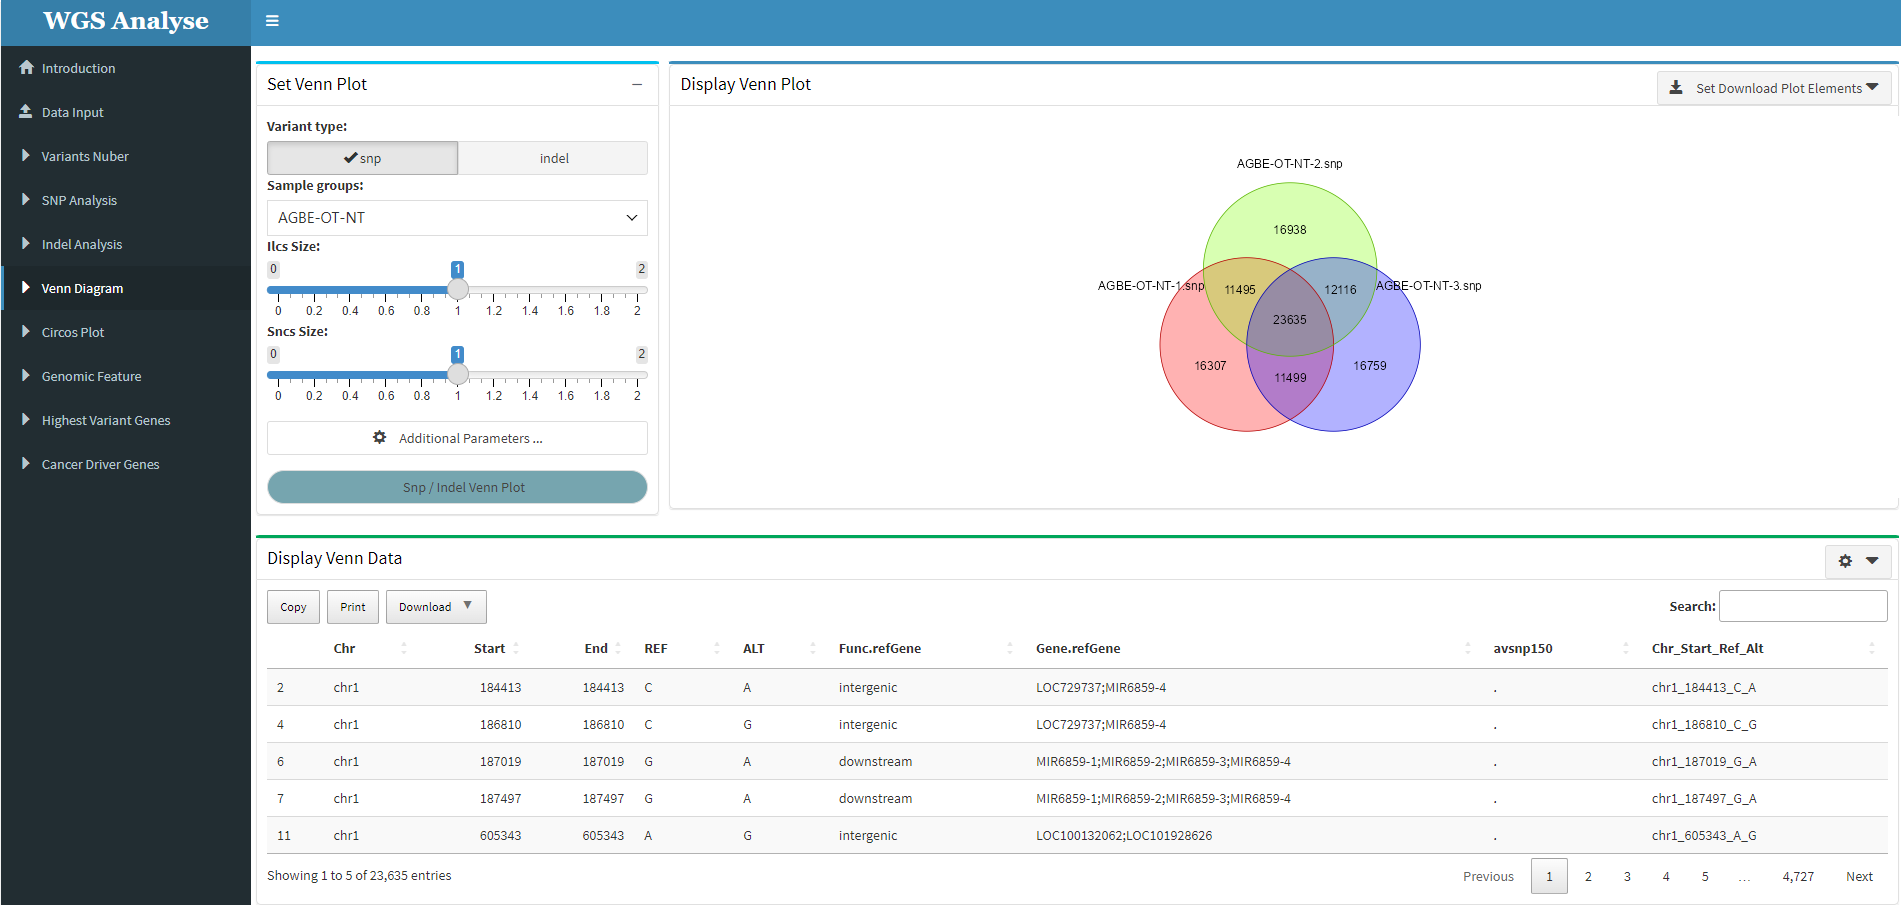 WGS Analyse
Introduction
Data Input
Variants Nuber
SNP Analysis
Indel Analysis
Venn Diagram
Circos Plot
Genomic Feature
Highest Variant Genes
Cancer Driver Genes
Set Venn Plot
Variant type:
snp indel
Sample groups:
AGBE-OT-NT
Ilcs Size:
0 1 2
0 0.2 0.4 0.6 0.8 1 1.2 1.4 1.6 1.8 2
Sncs Size:
0 1 2
0 0.2 0.4 0.6 0.8 1 1.2 1.4 1.6 1.8 2
Additional Parameters ...
Snp / Indel Venn Plot
Display Venn Plot
Set Download Plot Elements
AGBE-OT-NT-2.snp
16938
AGBE-OT-NT-1.snp 11495 12116 AGBE-OT-NT-3.snp
23635
16307 11499 16759
Display Venn Data
Copy Print Download Search:
Chr Start End REF ALT Func.refGene Gene.refGene avsnp150 Chr_Start_Ref_Alt
2 chr1 184413 184413 C A intergenic LOC729737;MIR6859-4 . chr1_184413_C_A
4 chr1 186810 186810 C G intergenic LOC729737;MIR6859-4 . chr1_186810_C_G
6 chr1 187019 187019 G A downstream MIR6859-1;MIR6859-2;MIR6859-3;MIR6859-4 . chr1_187019_G_A
7 chr1 187497 187497 G A downstream MIR6859-1;MIR6859-2;MIR6859-3;MIR6859-4 . chr1_187497_G_A
11 chr1 605343 605343 A G intergenic LOC100132062;LOC101928626 . chr1_605343_A_G
Showing 1 to 5 of 23,635 entries
Previous 1 2 3 4 5 ... 4,727 Next